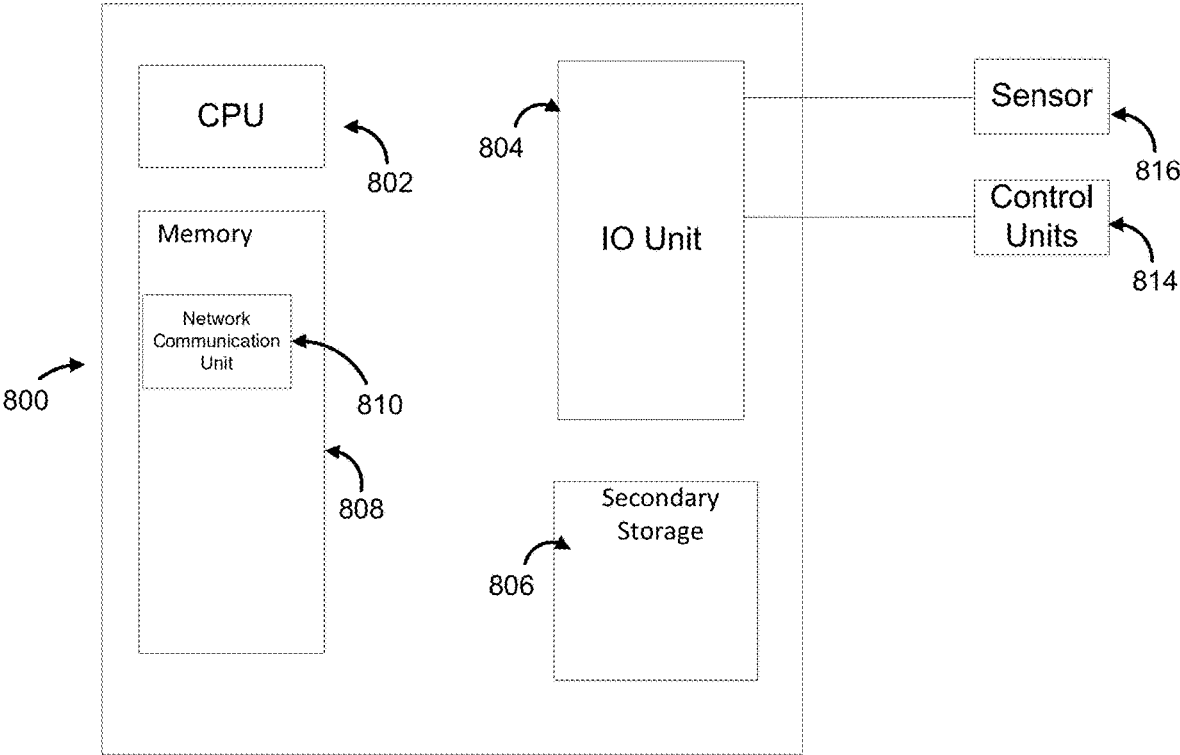 CPU
802
Memory
Network
Communication
Unit
810
808
800
804
IO Unit
Secondary
Storage
806
Sensor
816
Control
Units
814